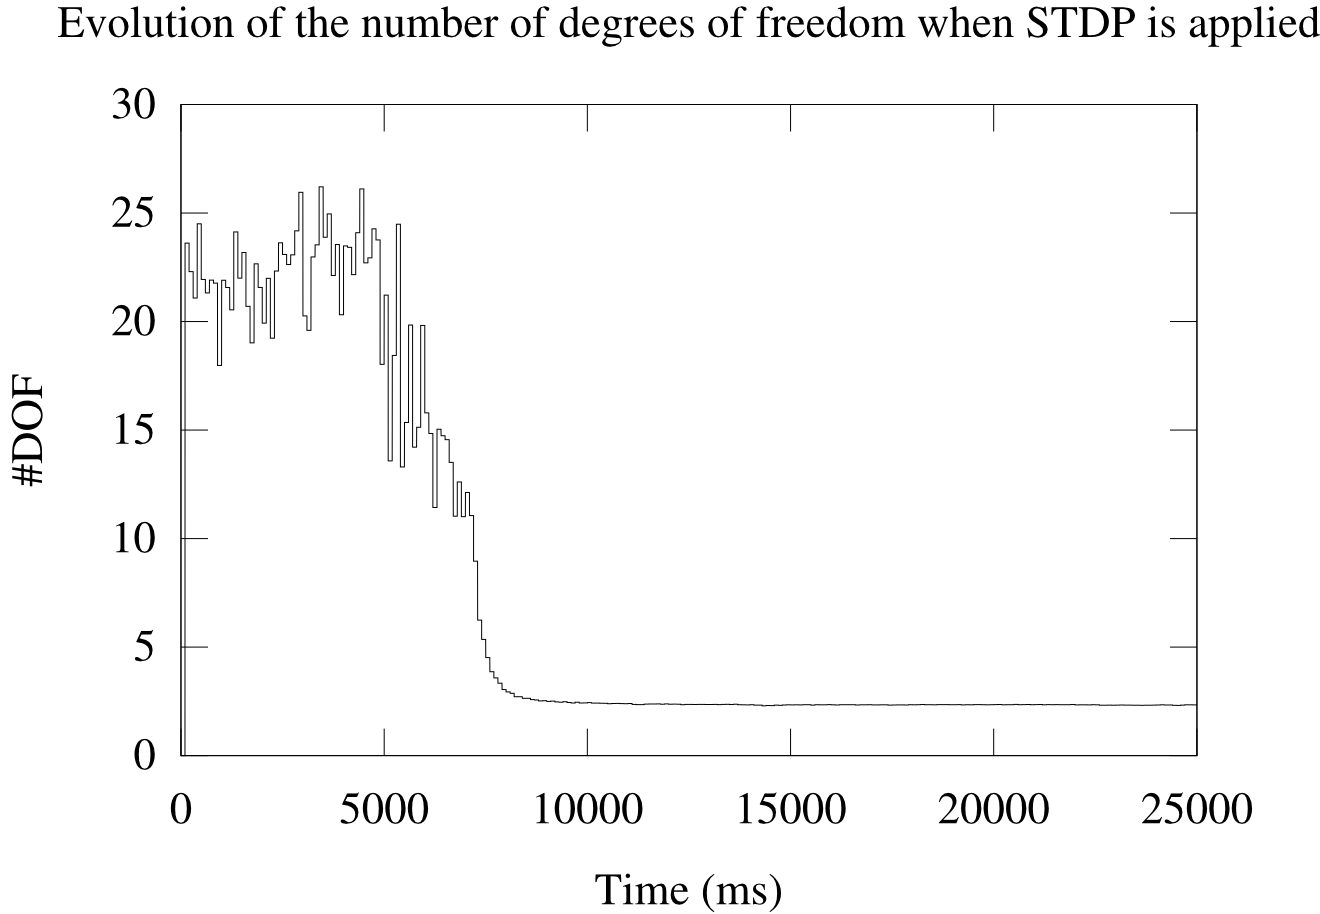 Evolution of the number of degrees of freedom when STDP is applied
30
25
20
15
10
5
0
#DOF
0 5000 10000 15000 20000 25000
Time (ms)